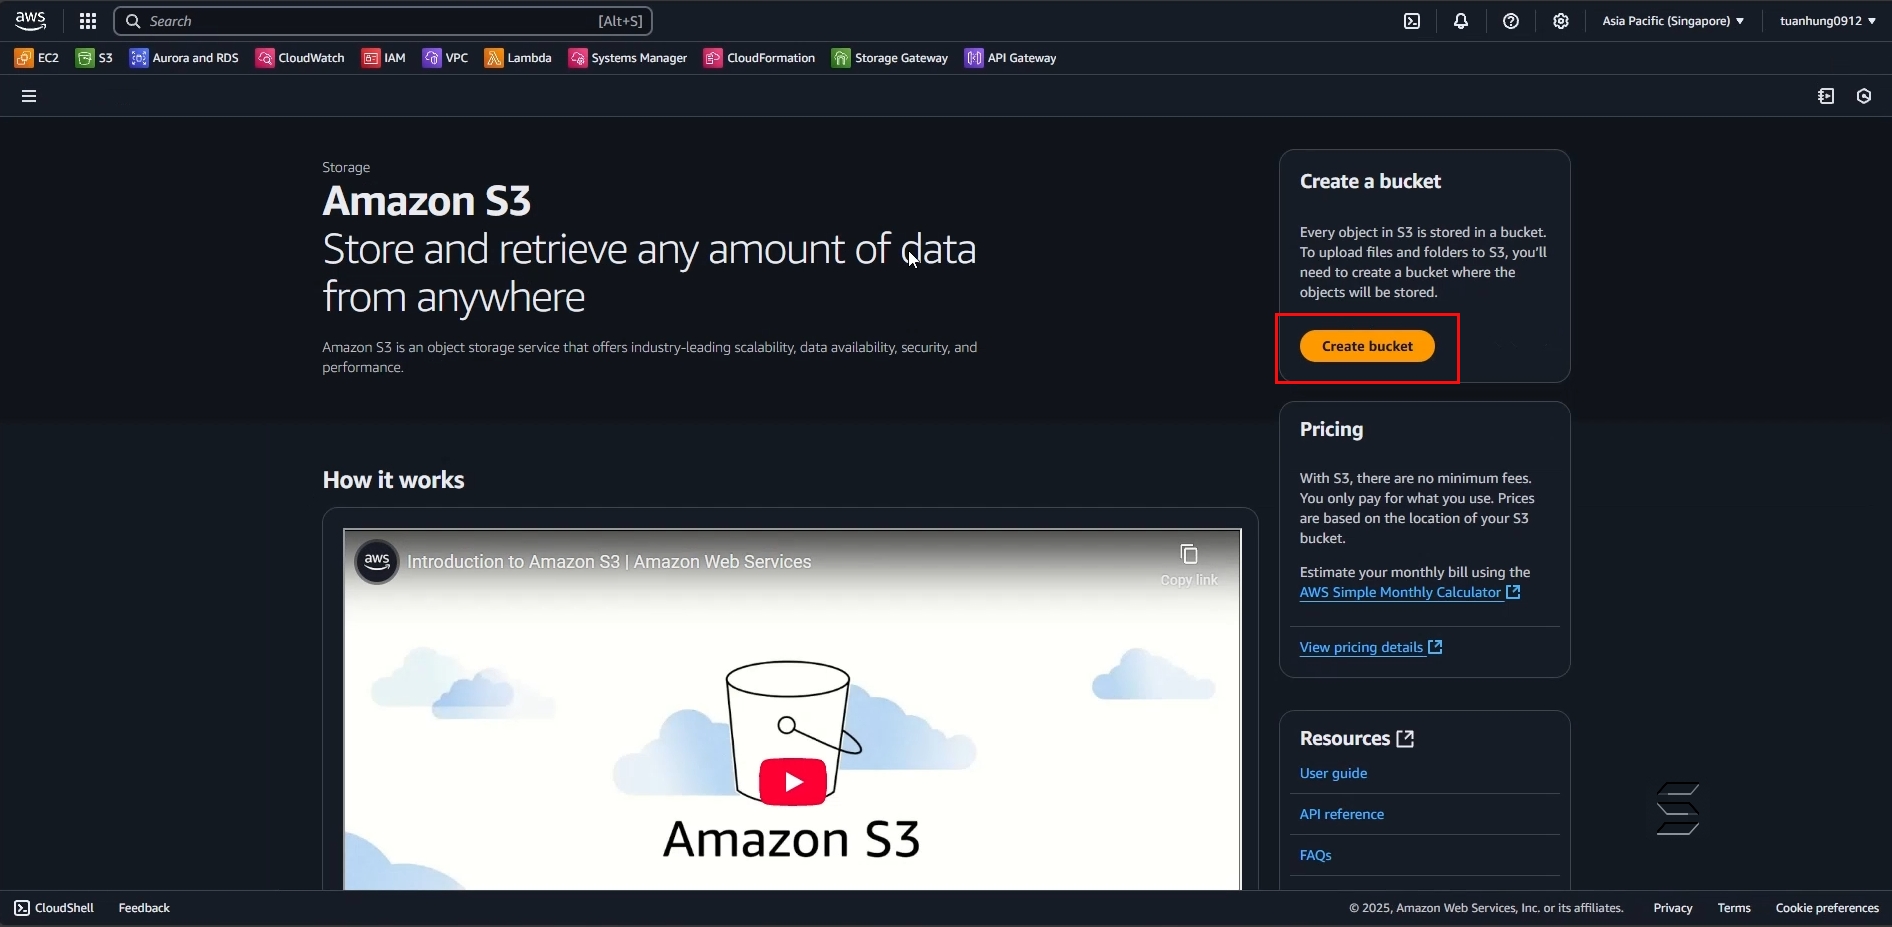 aws
Search [Alt+S]
Asia Pacific (Singapore)
tuanhung0912
EC2
S3
Aurora and RDS
CloudWatch
IAM
VPC
Lambda
Systems Manager
CloudFormation
Storage Gateway
API Gateway
Storage
Amazon S3
Store and retrieve any amount of data
from anywhere
Amazon S3 is an object storage service that offers industry-leading scalability, data availability, security, and
performance.
Create a bucket
Every object in S3 is stored in a bucket.
To upload files and folders to S3, you'll
need to create a bucket where the
objects will be stored.
Create bucket
Pricing
With S3, there are no minimum fees.
You only pay for what you use. Prices
are based on the location of your S3
bucket.
Estimate your monthly bill using the
AWS Simple Monthly Calculator
View pricing details
How it works
aws
Introduction to Amazon S3 | Amazon Web Services
Copy link
Amazon S3
Resources
User guide
API reference
FAQs
CloudShell
Feedback
© 2025, Amazon Web Services, Inc. or its affiliates.
Privacy
Terms
Cookie preferences